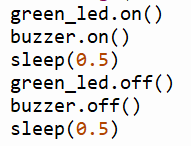 green_led.on()
buzzer.on()
sleep(0.5)
green_led.off()
buzzer.off()
sleep(0.5)